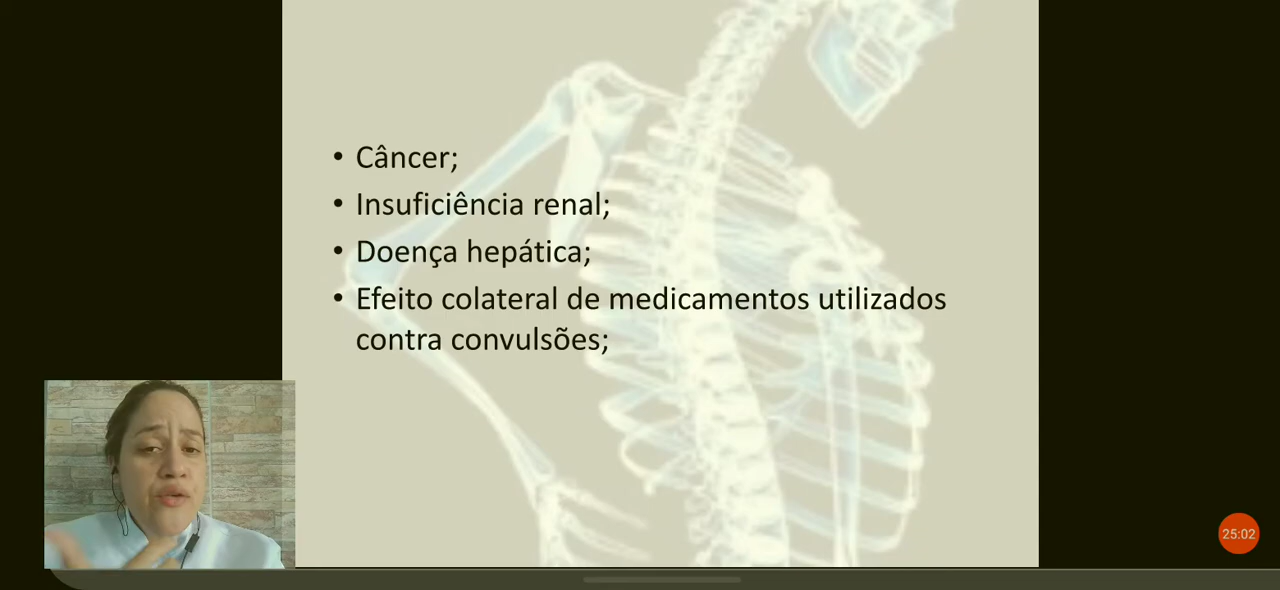 • Câncer;
• Insuficiência renal;
• Doença hepática;
• Efeito colateral de medicamentos utilizados
contra convulsões;
25:02